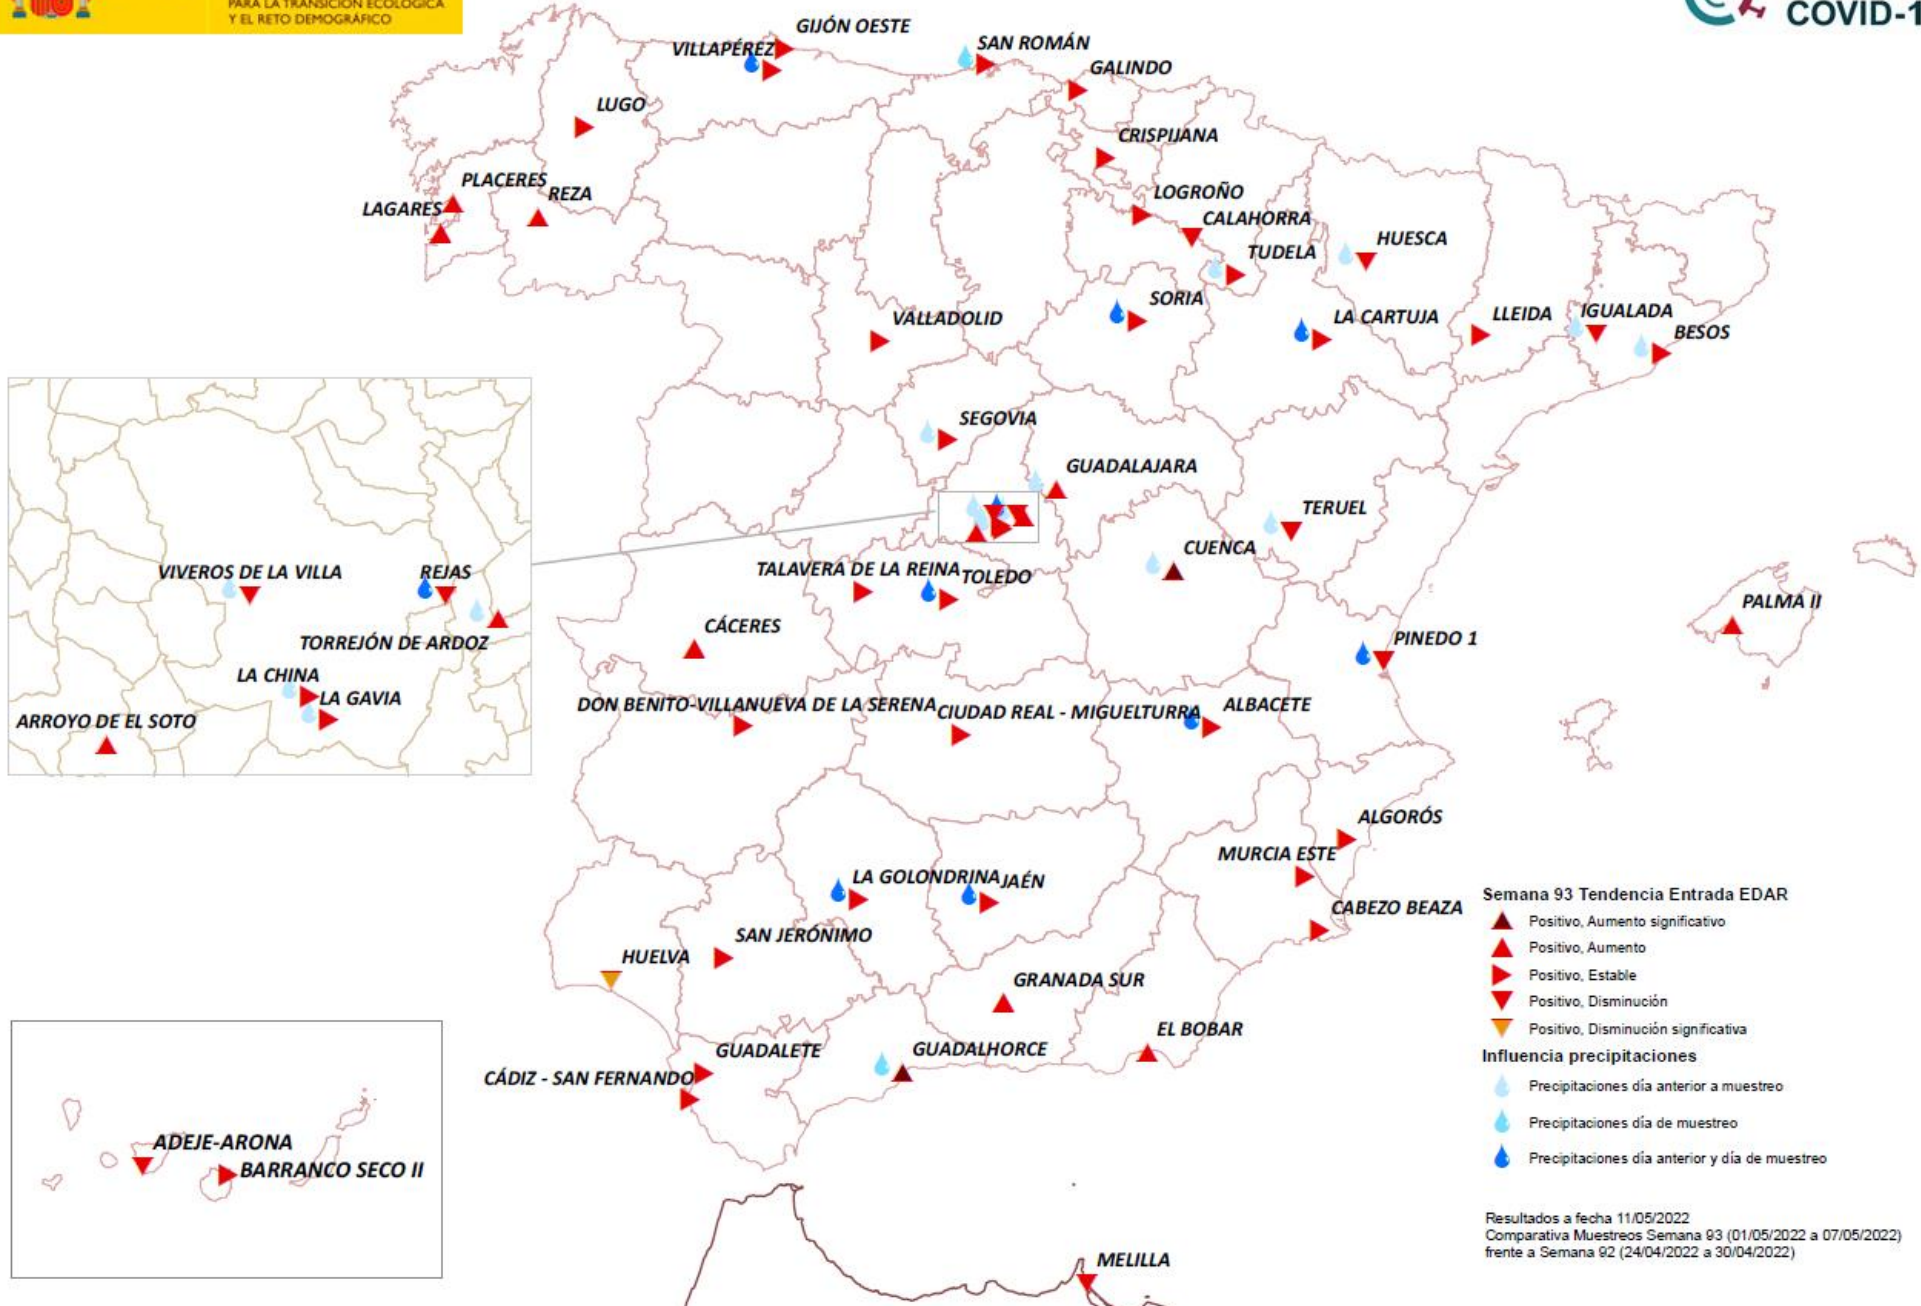 PARA LA TRANSICIÓN ECOLÓGICA
Y EL RETO DEMOGRÁFICO
COVID-1
GIJÓN OESTE
VILLAPÉREZ
SAN ROMÁN
GALINDO
LUGO
CRISPIJANA
PLACERES
REZA
LAGARES
LOGROÑO
CALAHORRA
TUDELA
HUESCA
SORIA
VALLADOLID
LA CARTUJA
LLEIDA
IGUALADA
BESOS
SEGOVIA
GUADALAJARA
TERUEL
CUENCA
TALAVERA DE LA REINA
TOLEDO
VIVEROS DE LA VILLA
REJAS
TORREJÓN DE ARDOZ
LA CHINA
LA GAVIA
ARROYO DE EL SOTO
CÁCERES
PALMA II
PINEDO 1
DON BENITO-VILLANUEVA DE LA SERENA
CIUDAD REAL - MIGUELTURRA
ALBACETE
ALGORÓS
MURCIA ESTE
LA GOLONDRINA
JAÉN
CABEZO BEAZA
SAN JERÓNIMO
HUELVA
GRANADA SUR
EL BOBAR
GUADALETE
GUADALHORCE
CÁDIZ - SAN FERNANDO
ADEJE-ARONA
BARRANCO SECO II
MELILLA
Semana 93 Tendencia Entrada EDAR
Positivo, Aumento significativo
Positivo, Aumento
Positivo, Estable
Positivo, Disminución
Positivo, Disminución significativa
Influencia precipitaciones
Precipitaciones día anterior a muestreo
Precipitaciones día de muestreo
Precipitaciones día anterior y día de muestreo
Resultados a fecha 11/05/2022
Comparativa Muestreos Semana 93 (01/05/2022 a 07/05/2022)
frente a Semana 92 (24/04/2022 a 30/04/2022)